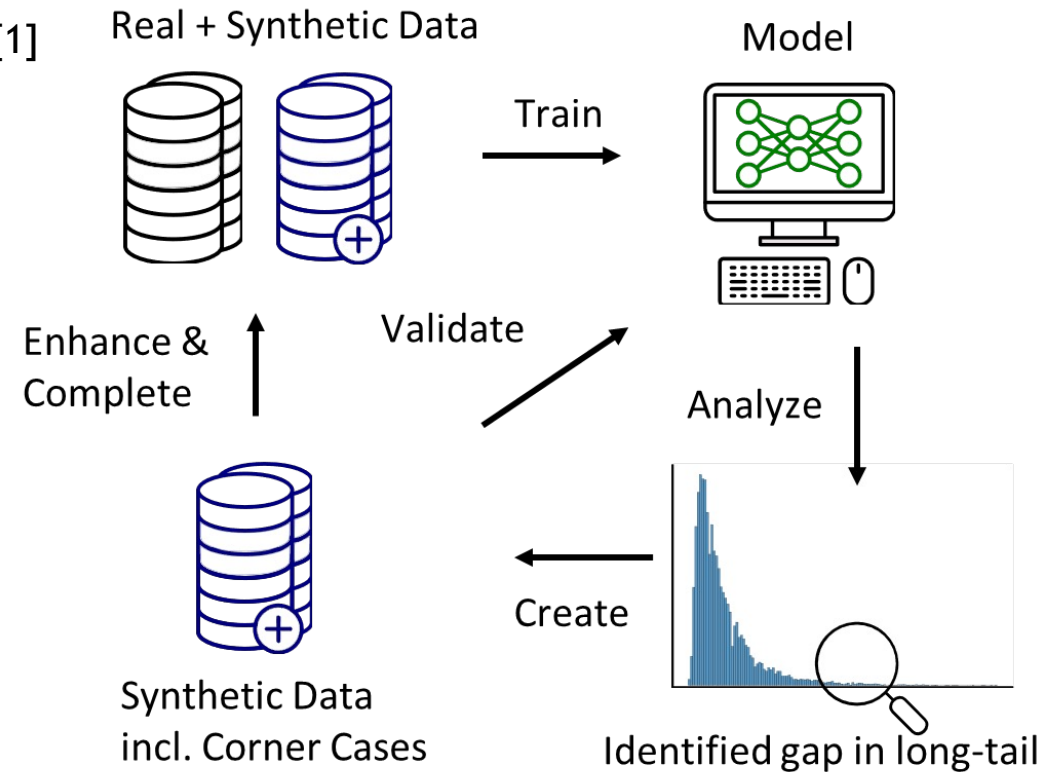 [1]
Real + Synthetic Data
Model
Train
Enhance &
Complete
Validate
Analyze
Create
Synthetic Data
incl. Corner Cases
Identified gap in long-tail